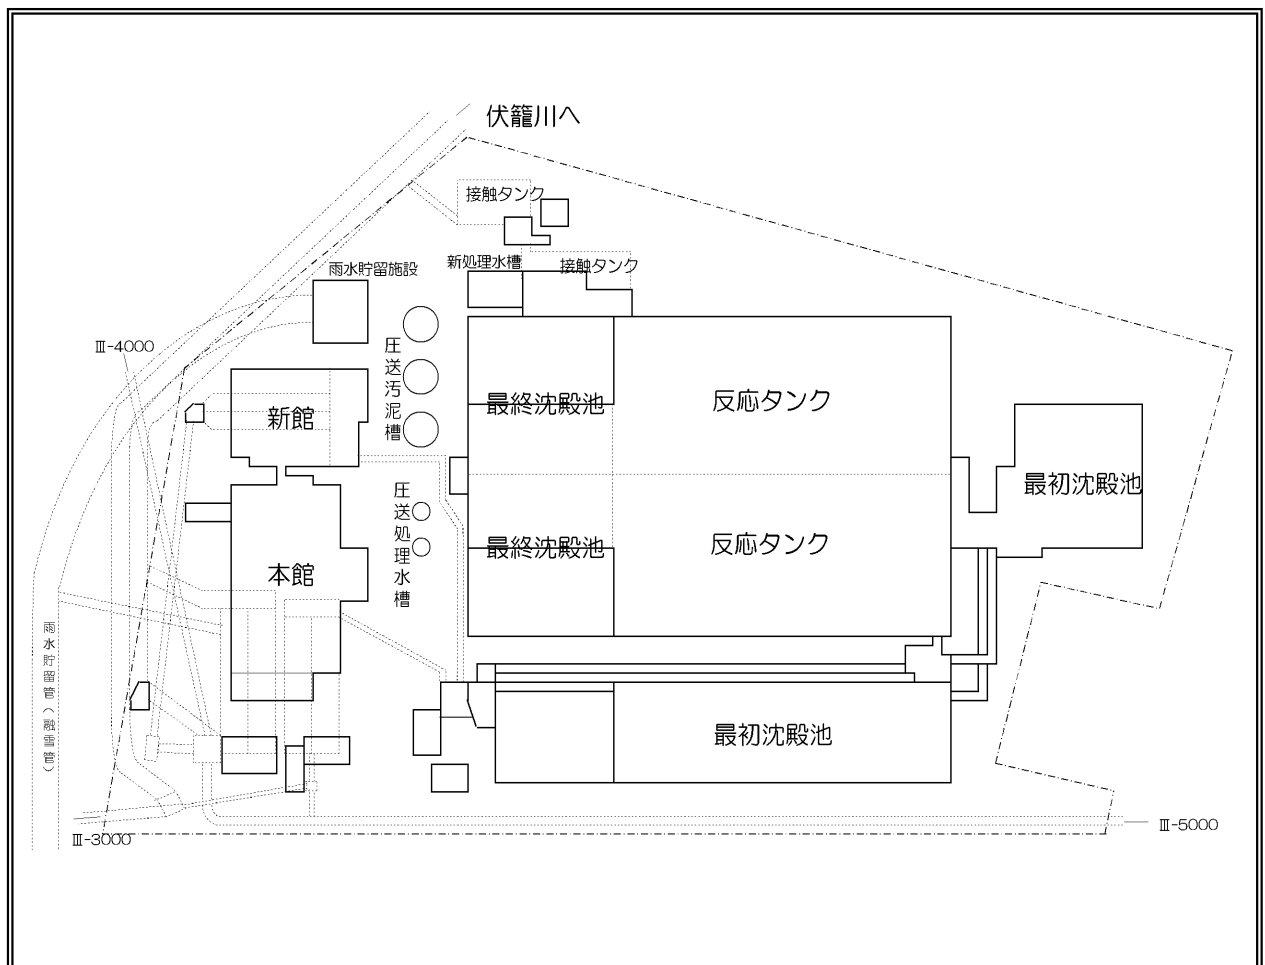 伏籠川へ
接触タンク
新処理水槽
接触タンク
雨水貯留施設
Ⅲ-4000
圧送汚泥槽
最終沈殿池
反応タンク
新館
最初沈殿池
圧送処理水槽
最終沈殿池
反応タンク
本館
雨水貯留管(融雪管)
最初沈殿池
Ⅲ-3000
Ⅲ-5000